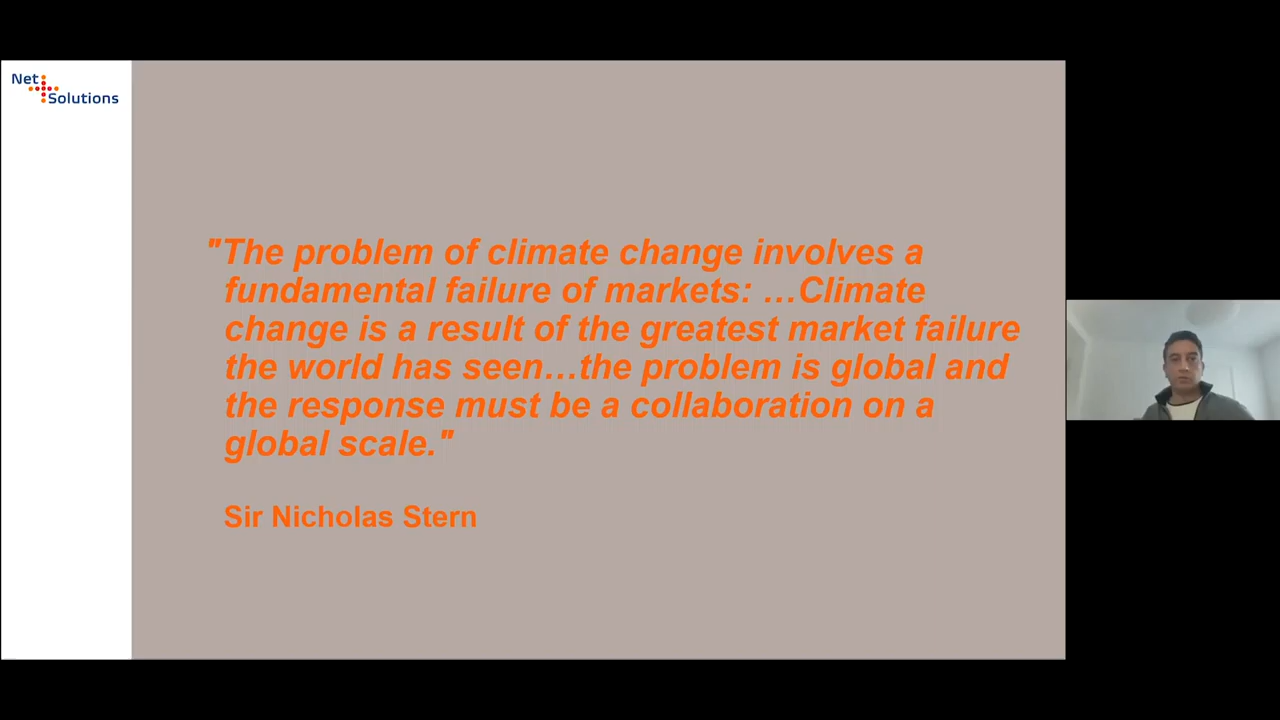 Net
Solutions
"The problem of climate change involves a
fundamental failure of markets: …Climate
change is a result of the greatest market failure
the world has seen…the problem is global and
the response must be a collaboration on a
global scale."
Sir Nicholas Stern